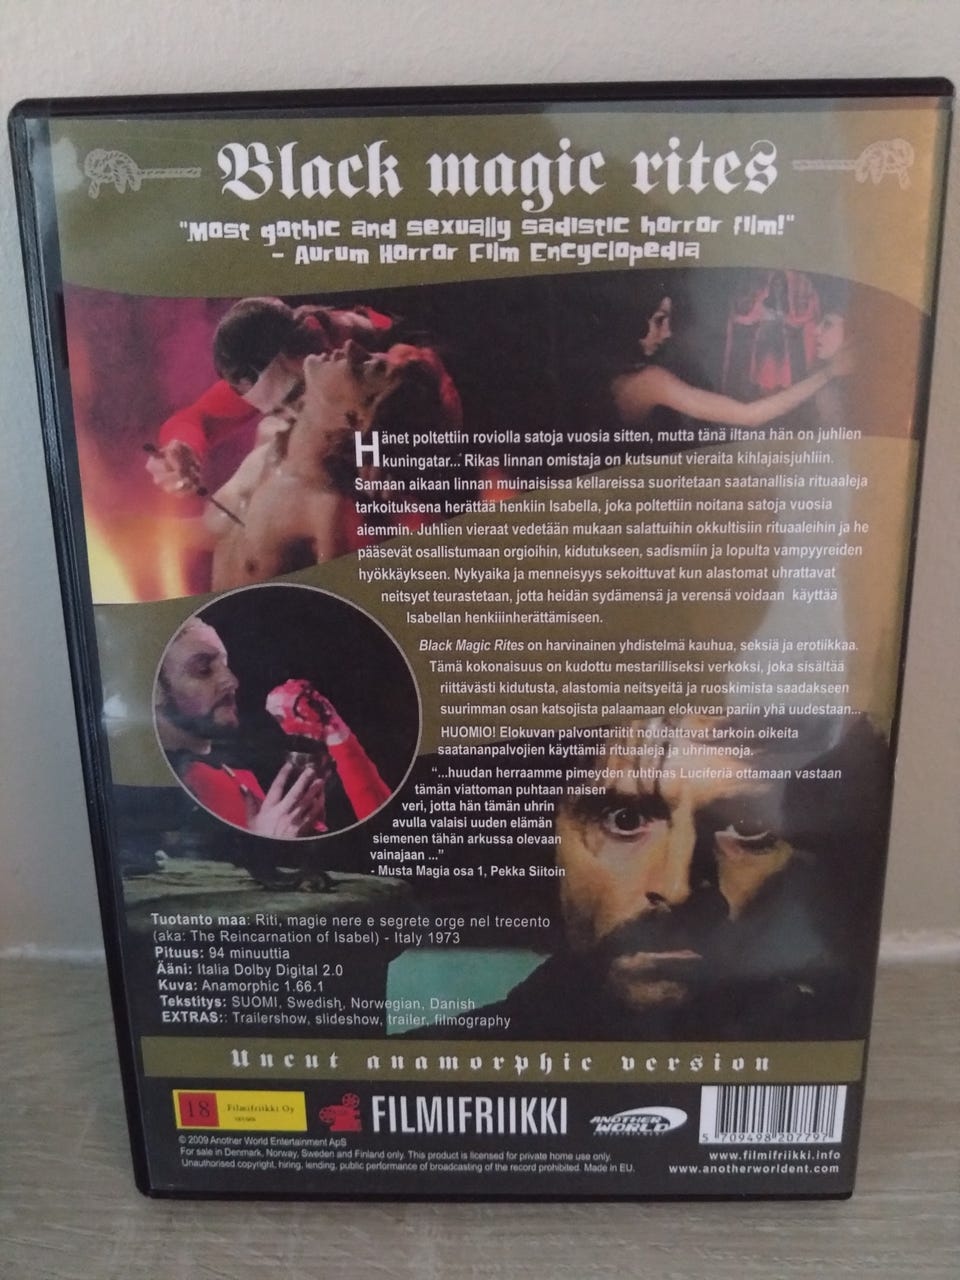 Black magic rites
"Most gothic and sexually sadistic horror film!"
- Aurum Horror Film Encyclopedia
Hänet poltettiin roviolla satoja vuosia sitten, mutta tänä iltana hän on juhlien
kuningatar... Rikas linnan omistaja on kutsunut vieraita kihlajaisjuhliin.
Samaan aikaan linnan muinaisissa kellareissa suoritetaan saatanallisia rituaaleja
tarkoituksena herättää henkiin Isabella, joka poltettiin noitana satoja vuosia
aiemmin. Juhlien vieraat vedetään mukaan salattuihin okkultisiin rituaaleihin ja he
pääsevät osallistumaan orgioihin, kidutukseen, sadismiin ja lopulta vampyyreiden
hyökkäykseen. Nykyaika ja menneisyys sekoittuvat kun alastomat uhrattavat
neitsyet teurastetaan, jotta heidän sydämensä ja verensä voidaan käyttää
Isabellan henkiiinherättämiseen.
Black Magic Rites on harvinainen yhdistelmä kauhua, seksiä ja erotiikkaa.
Tämä kokonaisuus on kudottu mestarilliseksi verkoksi, joka sisältää
riittävästi kidutusta, alastomia neitsyeitä ja ruoskimista saadakseen
suurimman osan katsojista palaamaan elokuvan pariin yhä uudestaan...
HUOMIO! Elokuvan palvontariitit noudattavat tarkoin oikeita
saatananpalvojien käyttämiä rituaaleja ja uhrimenoja.
"...huudan herraamme pimeyden ruhtinas Luciferiä ottamaan vastaan
tämän viattoman puhtaan naisen
veri, jotta hän tämän uhrin
avulla valaisi uuden elämän
siemenen tähän arkussa olevaan
vainajaan ..."
- Musta Magia osa 1, Pekka Siitoin
Tuotanto maa: Riti, magie nere e segrete orge nel trecento
(aka: The Reincarnation of Isabel) - Italy 1973
Pituus: 94 minuuttia
Ääni: Italia Dolby Digital 2.0
Kuva: Anamorphic 1.66.1
Tekstitys: SUOMI, Swedish, Norwegian, Danish
EXTRAS:: Trailershow, slideshow, trailer, filmography
Uncut anamorphic version
18 Filmifriikki Oy
FILMIFRIIKKI
ANOTHER WORLD
ENTERTAINMENT
5 709498 207797
© 2009 Another World Entertainment ApS
For sale in Denmark, Norway, Sweden and Finland only. This product is licensed for private home use only.
Unauthorised copyright, hiring, lending, public performance of broadcasting of the record prohibited. Made in EU.
www.filmifriikki.info
www.anotherworldent.com